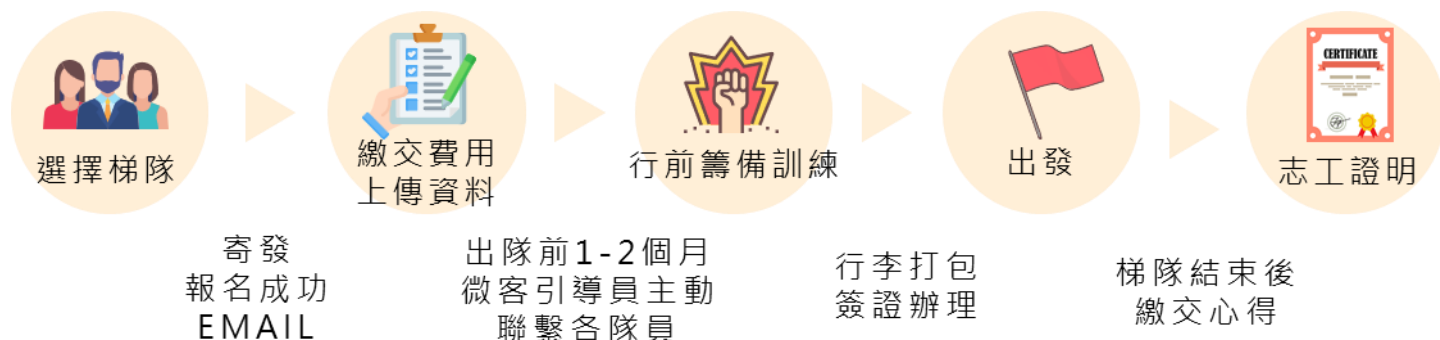 選擇梯隊
繳交費用
上傳資料
行前籌備訓練
出發
CERTIFICATE
志工證明
寄發
報名成功
EMAIL
出隊前1-2個月
微客引導員主動
聯繫各隊員
行李打包
簽證辦理
梯隊結束後
繳交心得